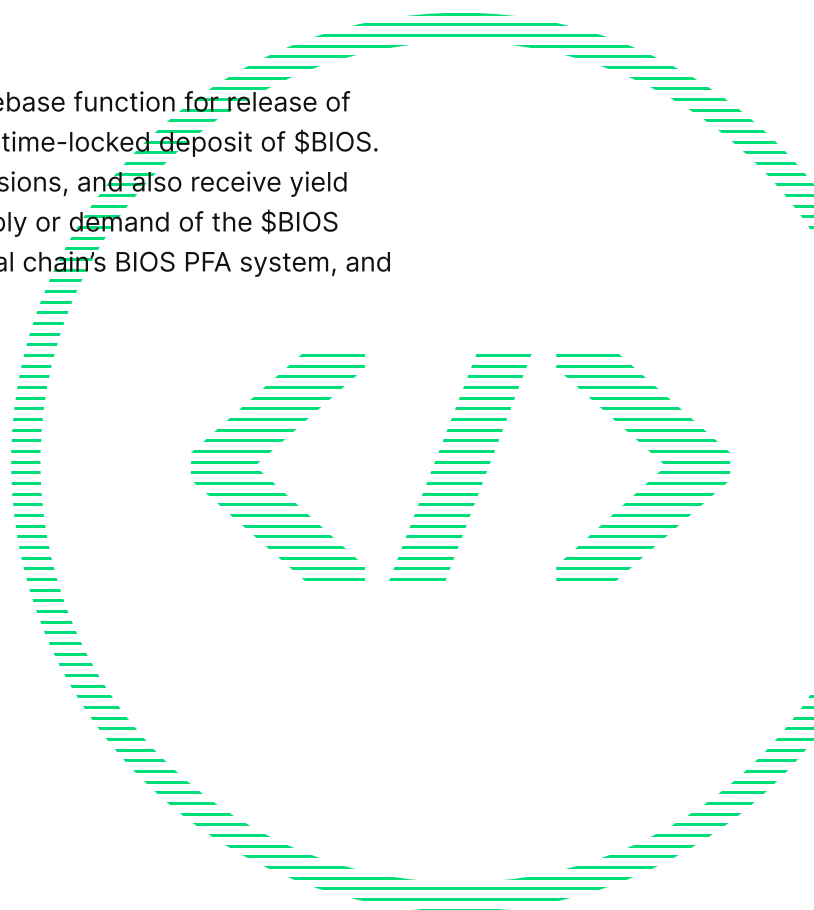 ebase function for release of
time-locked deposit of $BIOS.
sions, and also receive yield
ply or demand of the $BIOS
al chain's BIOS PFA system, and